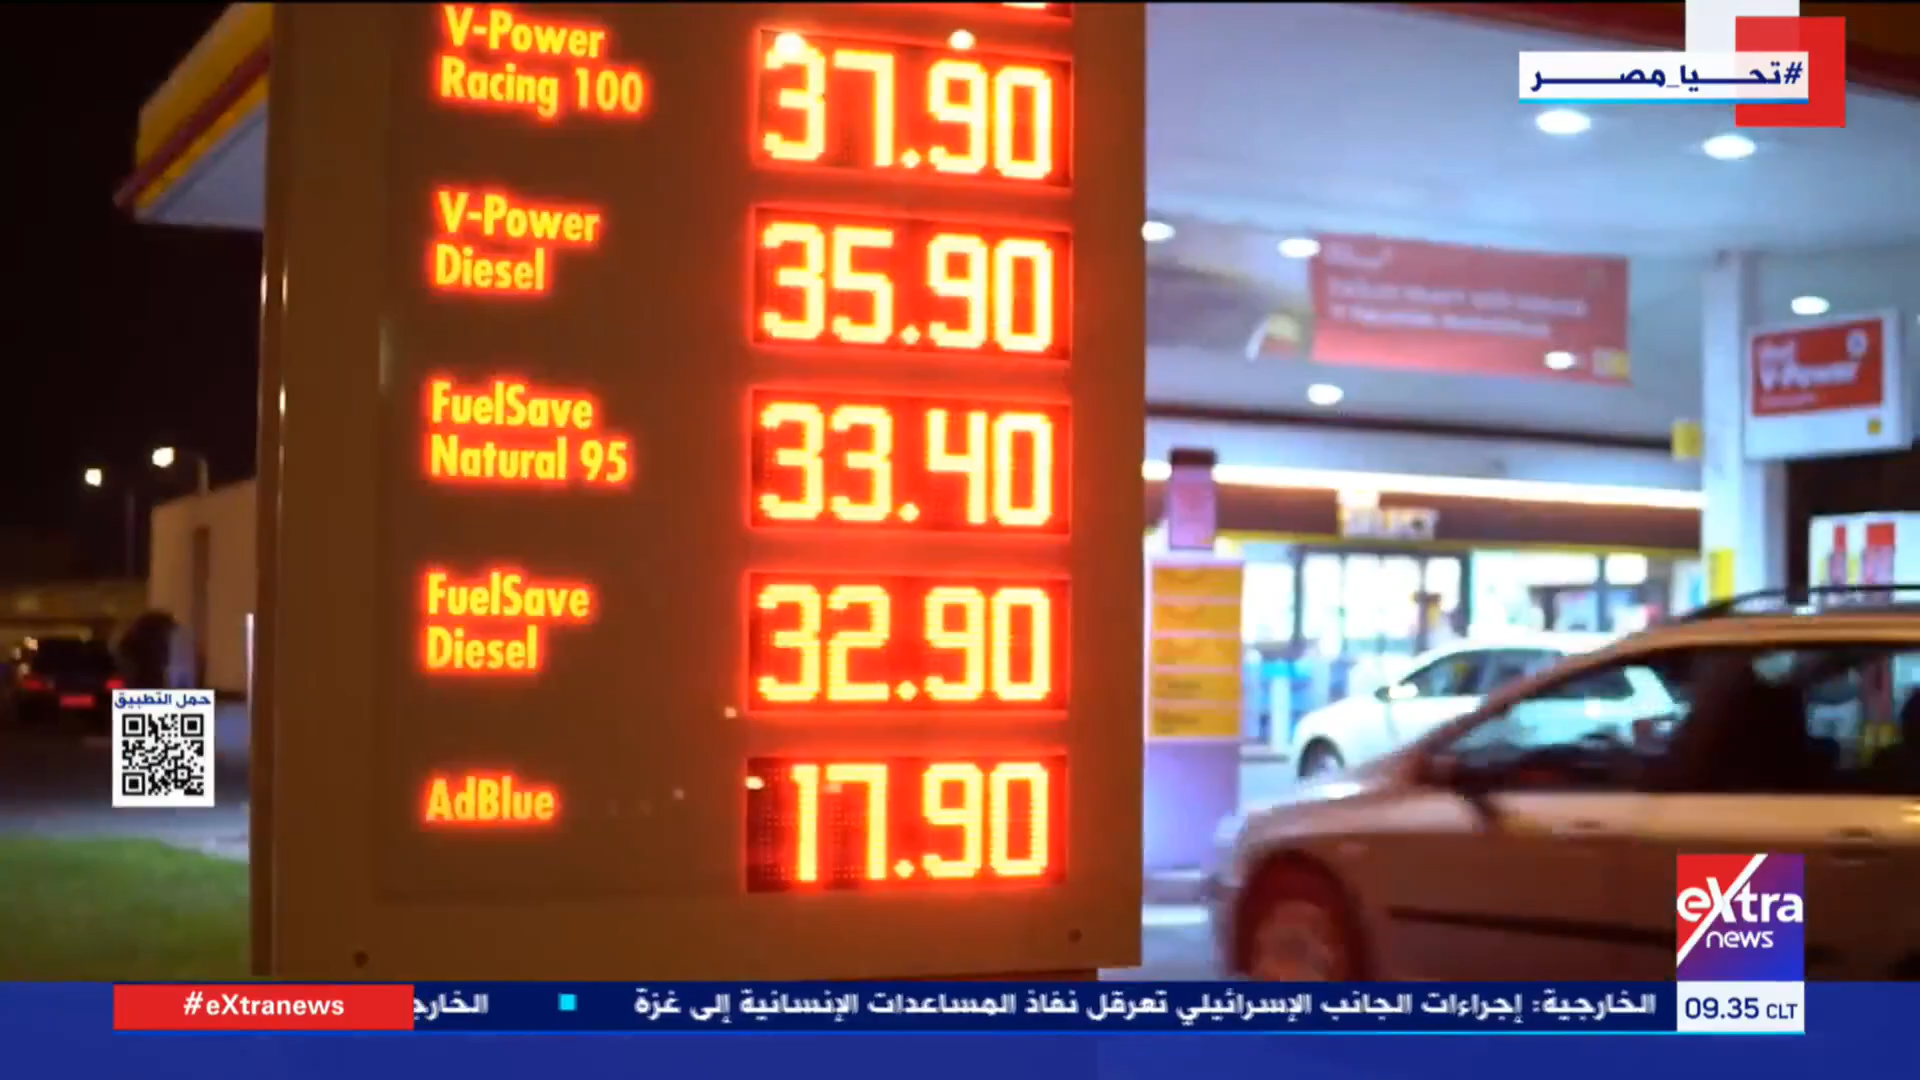 V-Power
Racing 100
37.90
V-Power
Diesel
35.90
FuelSave
Natural 95
33.40
FuelSave
Diesel
32.90
AdBlue
17.90
#تحـــيا_مصــــر
V-Power
حمل التطبيق
eXtra
news
#eXtranews
الخارجية: إجراءات الجانب الإسرائيلي تعرقل نفاذ المساعدات الإنسانية إلى غزة
09.35 CLT